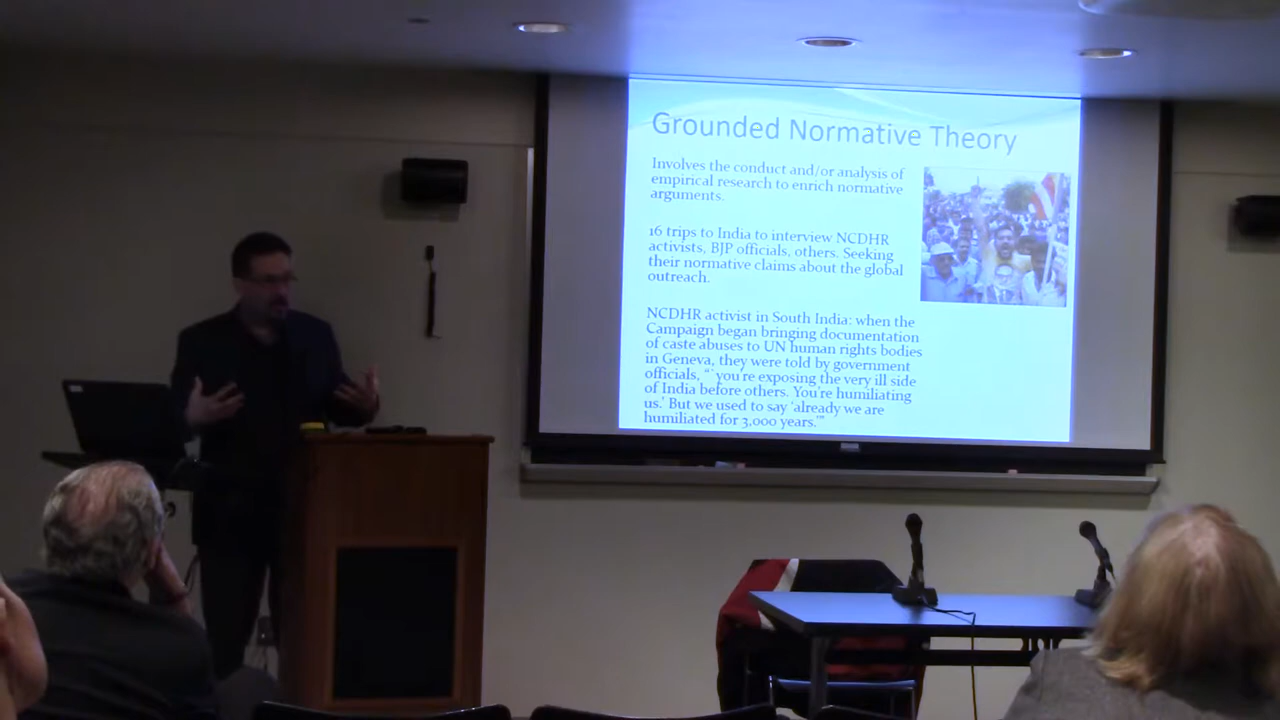 Grounded Normative Theory
Involves the conduct and/or analysis of
empirical research to enrich normative
arguments.
16 trips to India to interview NCDHR
activists, BJP officials, others. Seeking
their normative claims about the global
outreach.
NCDHR activist in South India: when the
Campaign began bringing documentation
of caste abuses to UN human rights bodies
in Geneva, they were told by government
officials, "`you're exposing the very ill side
of India before others. You're humiliating
us.' But we used to say 'already we are
humiliated for 3,000 years.'"